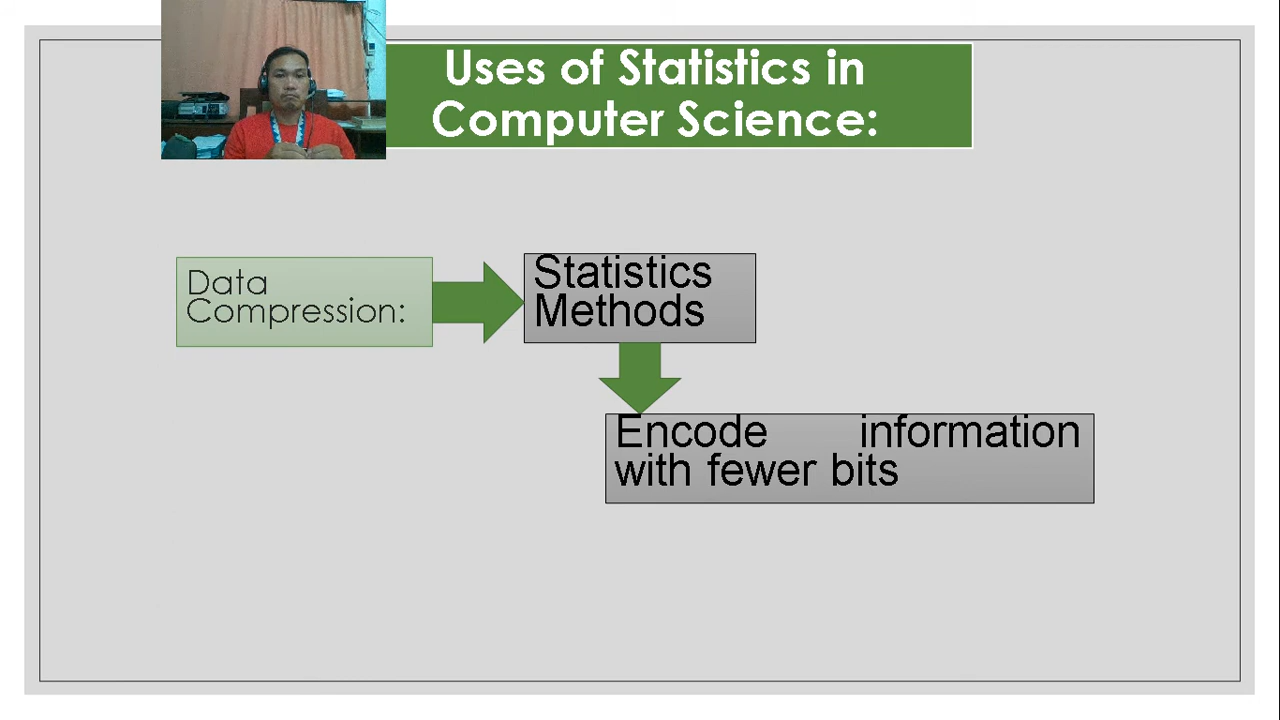 Uses of Statistics in
Computer Science:
Data
Compression:
Statistics
Methods
Encode information
with fewer bits